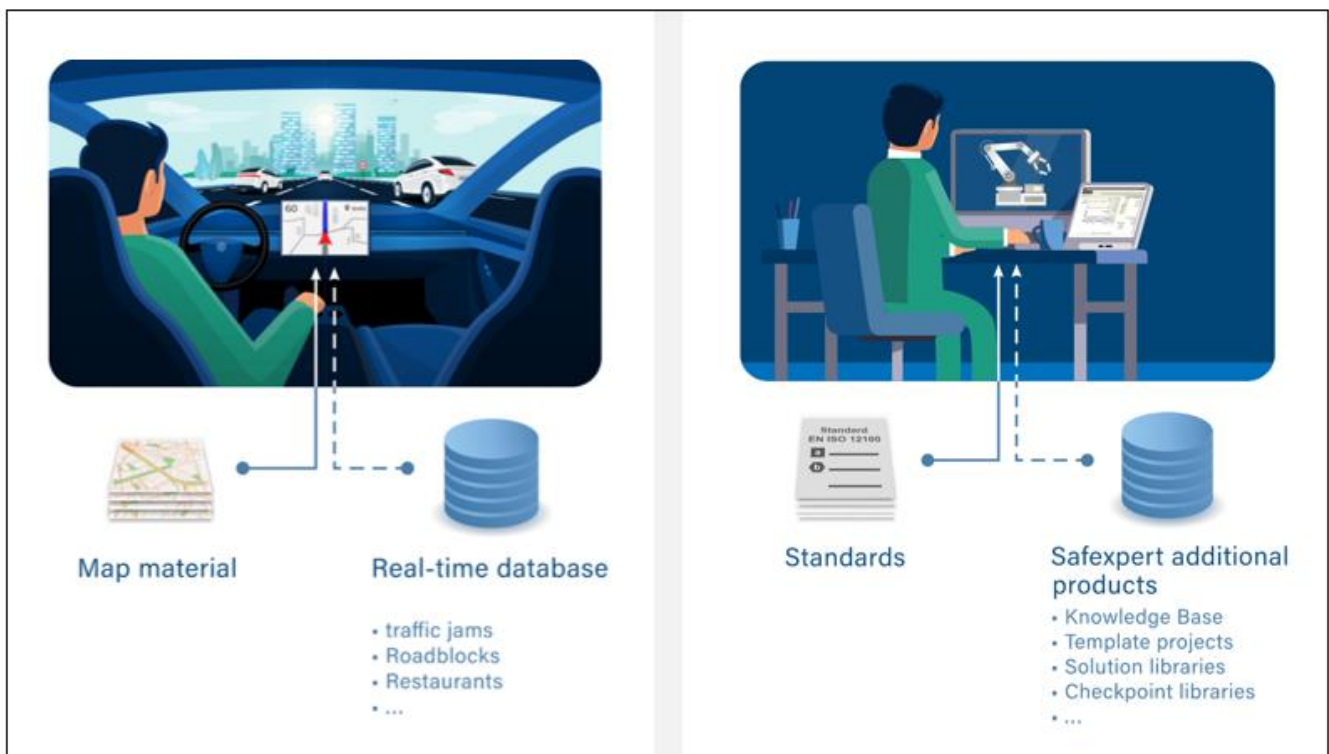 60
Standard
EN ISO 12100
a
b
Map material
Real-time database
• traffic jams
• Roadblocks
• Restaurants
• ...
Standards
Safexpert additional
products
• Knowledge Base
• Template projects
• Solution libraries
• Checkpoint libraries
• ...